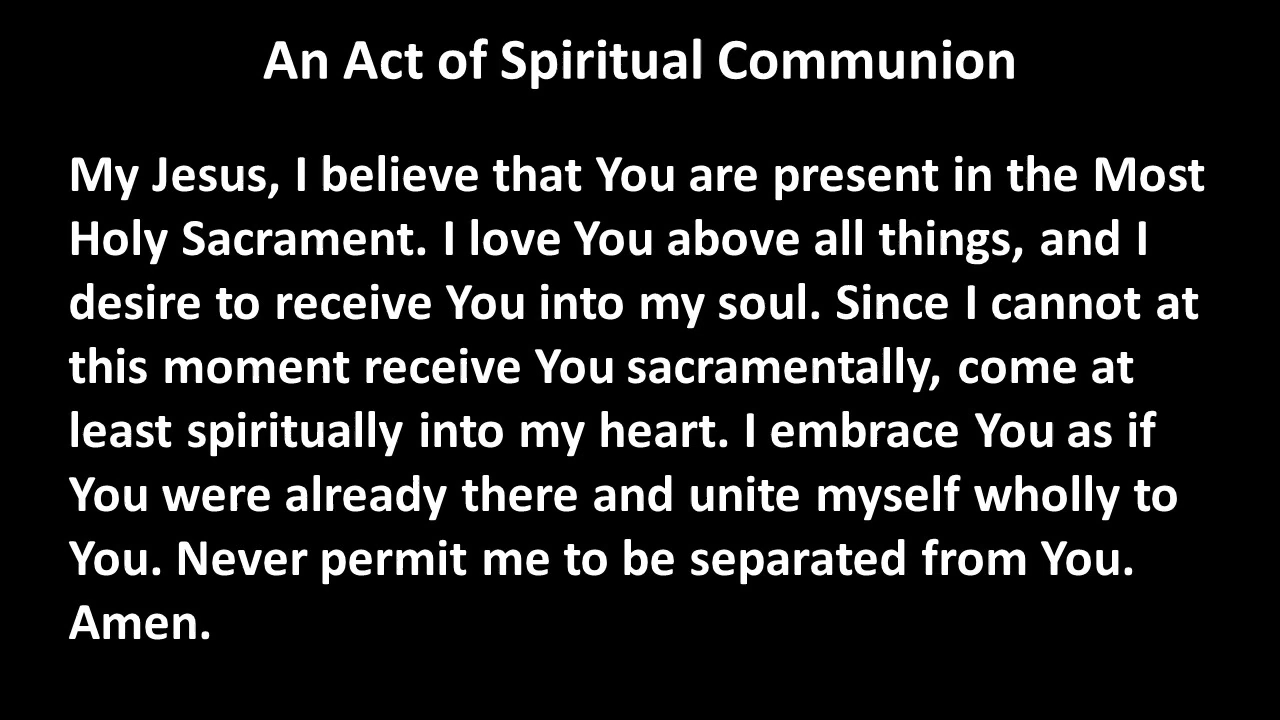 An Act of Spiritual Communion
My Jesus, I believe that You are present in the Most
Holy Sacrament. I love You above all things, and I
desire to receive You into my soul. Since I cannot at
this moment receive You sacramentally, come at
least spiritually into my heart. I embrace You as if
You were already there and unite myself wholly to
You. Never permit me to be separated from You.
Amen.